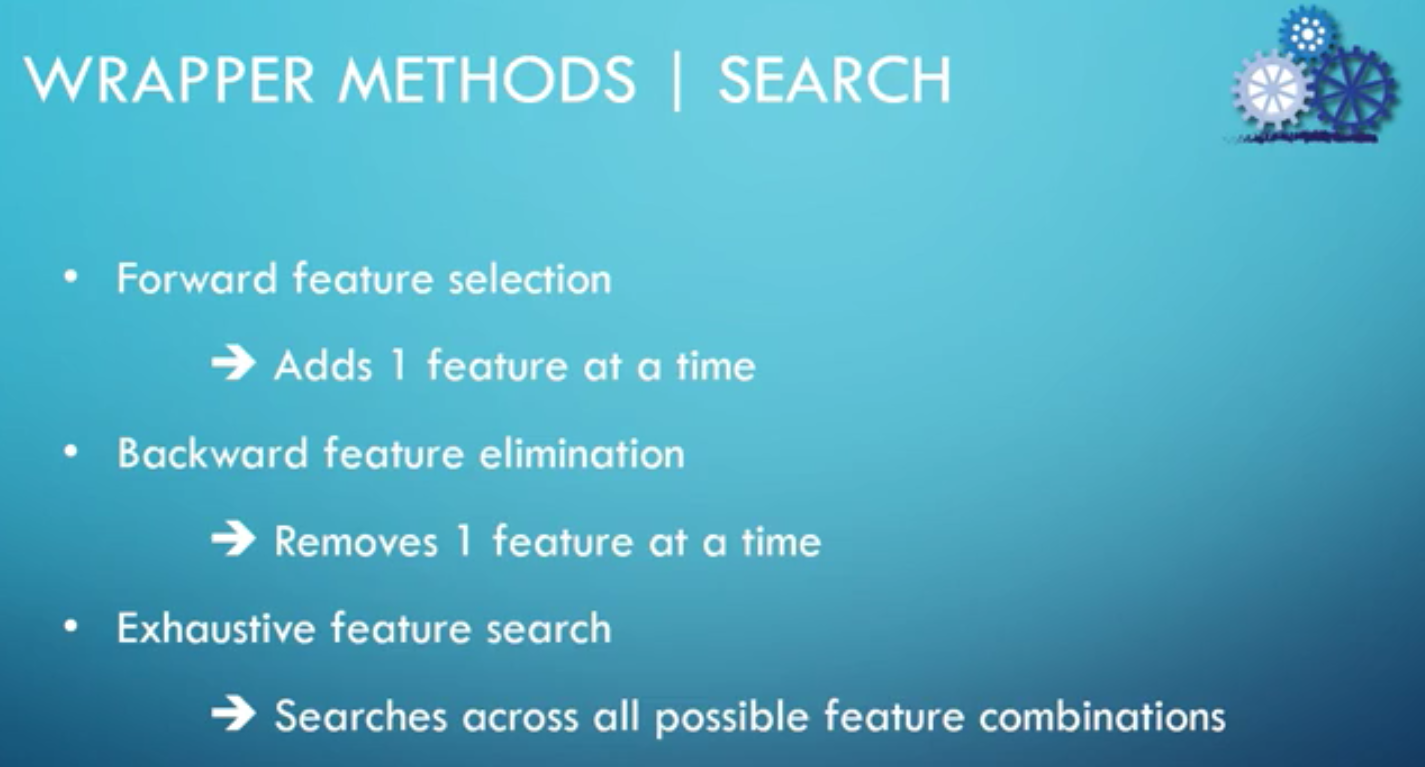 WRAPPER METHODS | SEARCH
• Forward feature selection
➔ Adds 1 feature at a time
• Backward feature elimination
➔ Removes 1 feature at a time
• Exhaustive feature search
➔ Searches across all possible feature combinations